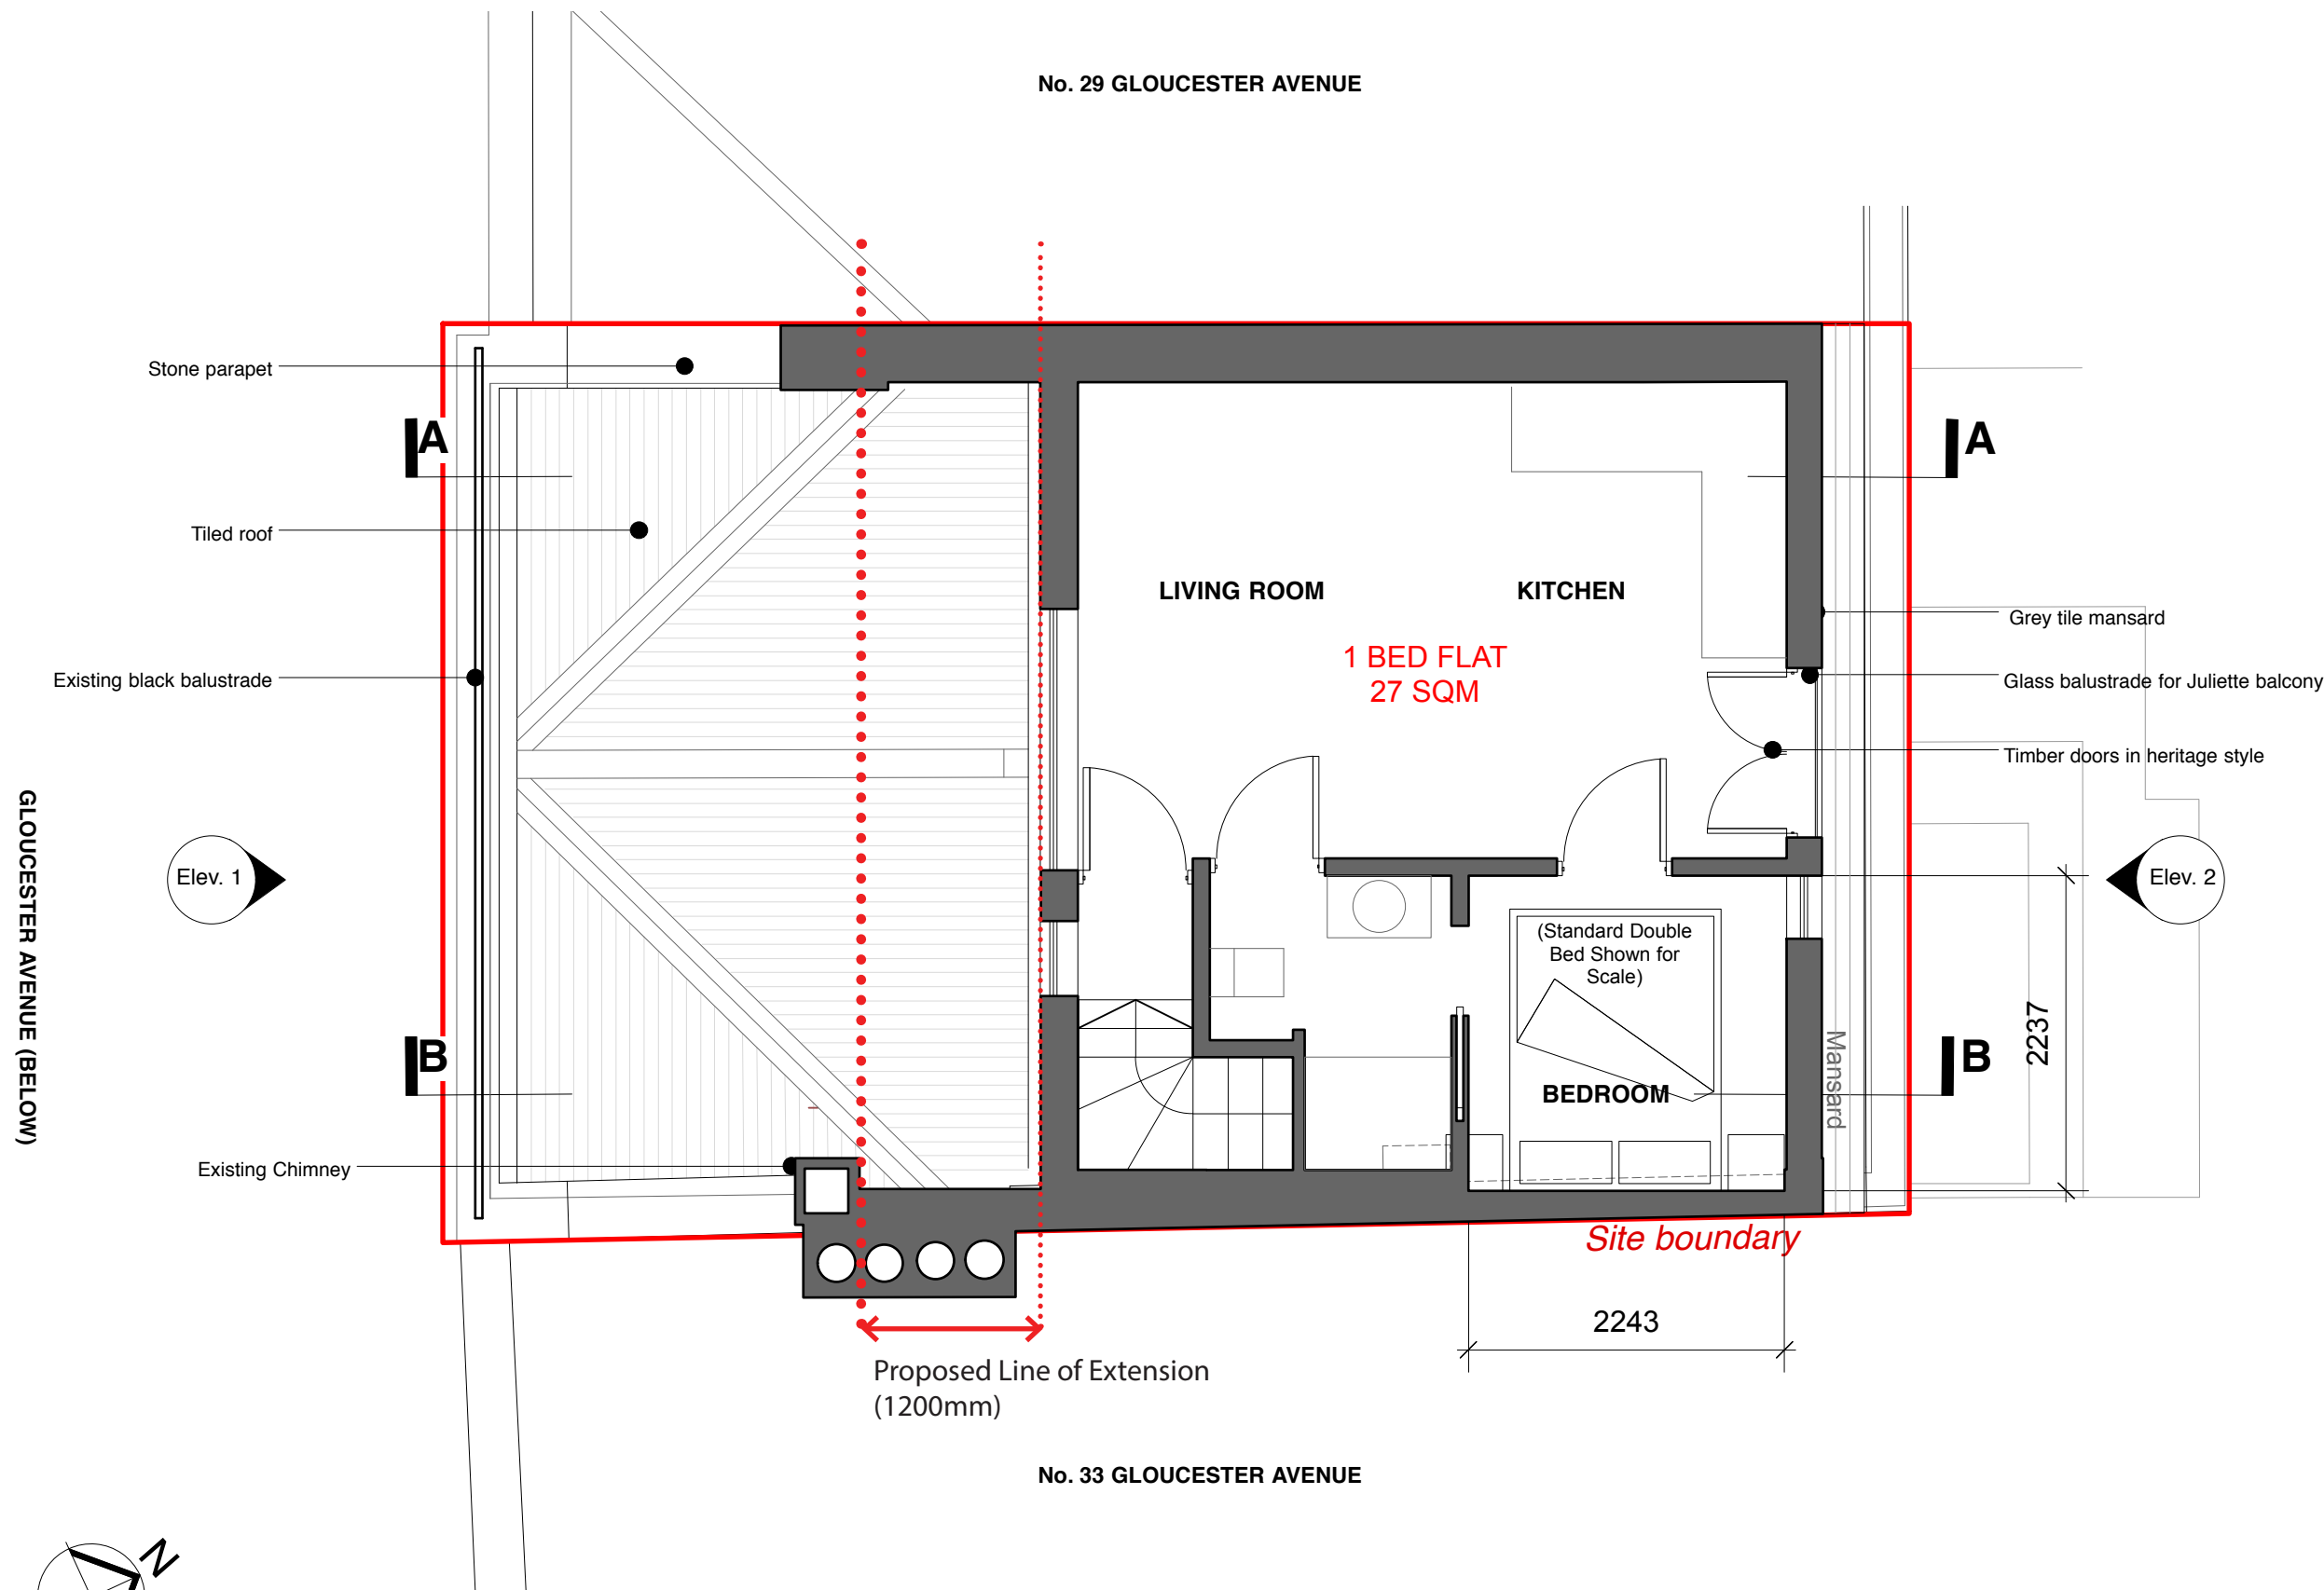 No. 29 GLOUCESTER AVENUE
Stone parapet
A
A
Tiled roof
LIVING ROOM
KITCHEN
Grey tile mansard
1 BED FLAT
27 SQM
Existing black balustrade
Glass balustrade for Juliette balcony
Timber doors in heritage style
GLOUCESTER AVENUE (BELOW)
Elev. 1
Elev. 2
(Standard Double
Bed Shown for
Scale)
2237
B
B
Mansard
BEDROOM
Existing Chimney
Site boundary
2243
Proposed Line of Extension
(1200mm)
No. 33 GLOUCESTER AVENUE
N